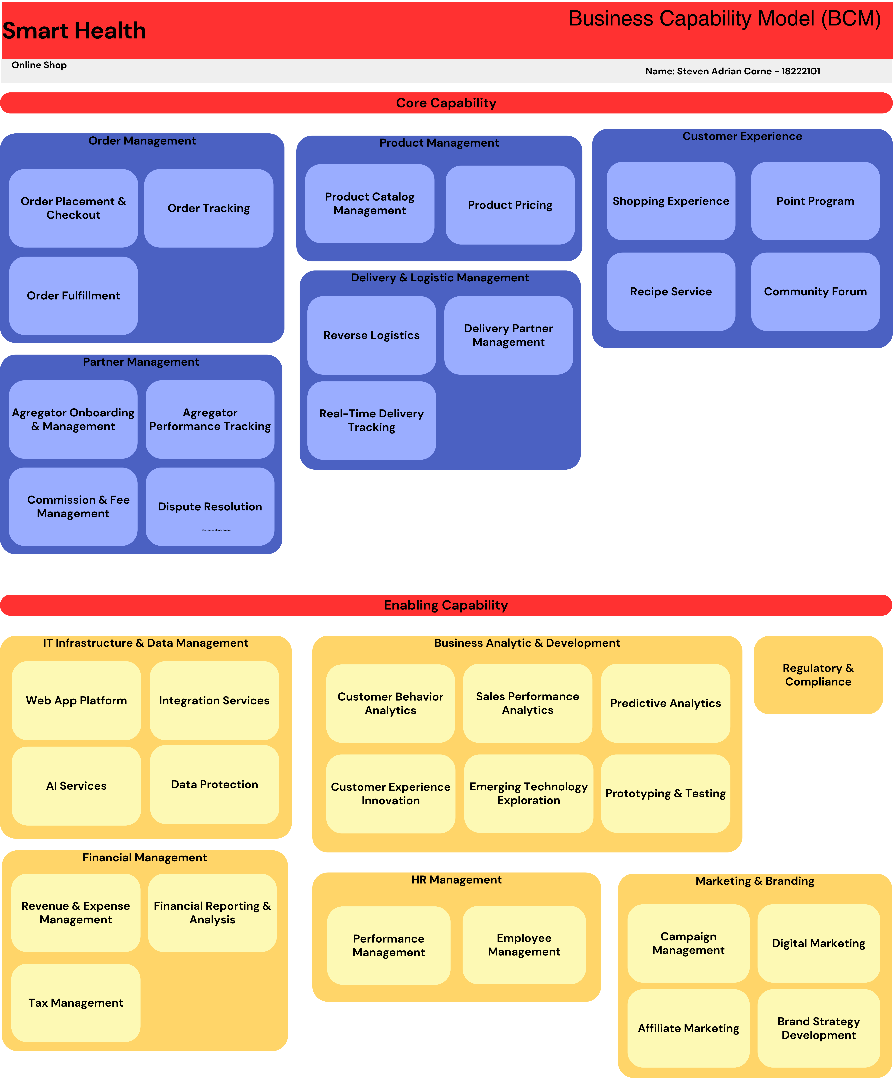 Smart Health
Business Capability Model (BCM)
Online Shop
Name: Steven Adrian Corne - 18222101
Core Capability
Order Management
Order Placement &
Checkout
Order Tracking
Order Fulfillment
Product Management
Product Catalog
Management
Product Pricing
Customer Experience
Shopping Experience
Point Program
Recipe Service
Community Forum
Delivery & Logistic Management
Reverse Logistics
Delivery Partner
Management
Real-Time Delivery
Tracking
Partner Management
Agregator Onboarding
& Management
Agregator
Performance Tracking
Commission & Fee
Management
Dispute Resolution
Enabling Capability
IT Infrastructure & Data Management
Web App Platform
Integration Services
AI Services
Data Protection
Business Analytic & Development
Customer Behavior
Analytics
Sales Performance
Analytics
Predictive Analytics
Customer Experience
Innovation
Emerging Technology
Exploration
Prototyping & Testing
Regulatory &
Compliance
Financial Management
Revenue & Expense
Management
Financial Reporting &
Analysis
Tax Management
HR Management
Performance
Management
Employee
Management
Marketing & Branding
Campaign
Management
Digital Marketing
Affiliate Marketing
Brand Strategy
Development